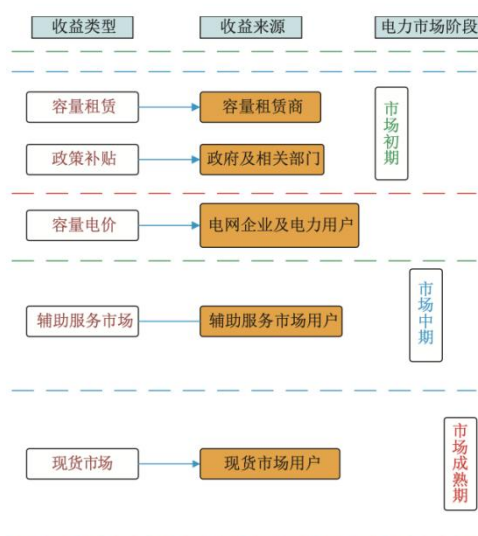 收益类型 收益来源 电力市场阶段
容量租赁 容量租赁商
政策补贴 政府及相关部门
市场初期
容量电价 电网企业及电力用户
辅助服务市场 辅助服务市场用户
市场中期
现货市场 现货市场用户
市场成熟期